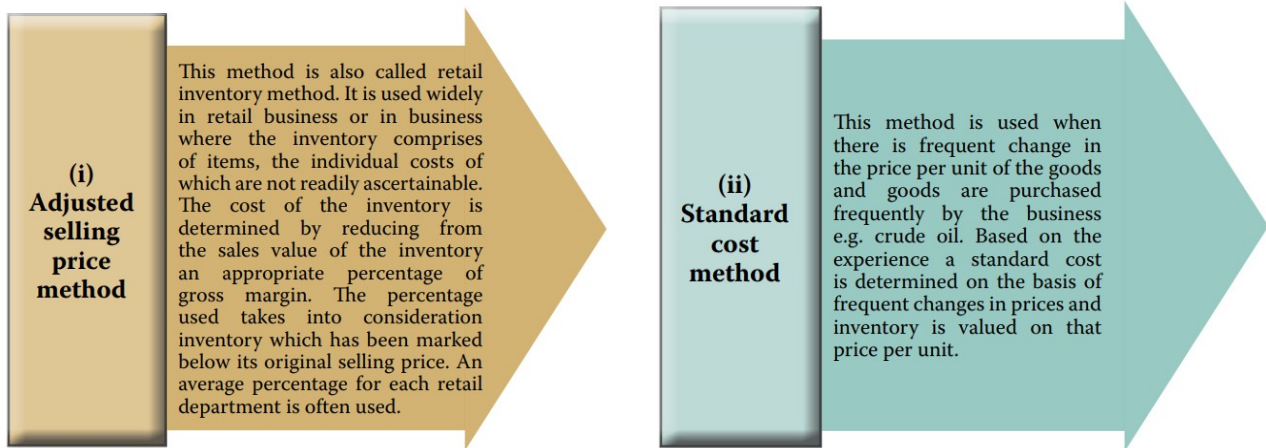 (i)
Adjusted
selling
price
method
This method is also called retail
inventory method. It is used widely
in retail business or in business
where the inventory comprises
of items, the individual costs of
which are not readily ascertainable.
The cost of the inventory is
determined by reducing from
the sales value of the inventory
an appropriate percentage of
gross margin. The percentage
used takes into consideration
inventory which has been marked
below its original selling price. An
average percentage for each retail
department is often used.
(ii)
Standard
cost
method
This method is used when
there is frequent change in
the price per unit of the goods
and goods are purchased
frequently by the business
e.g. crude oil. Based on the
experience a standard cost
is determined on the basis of
frequent changes in prices and
inventory is valued on that
price per unit.